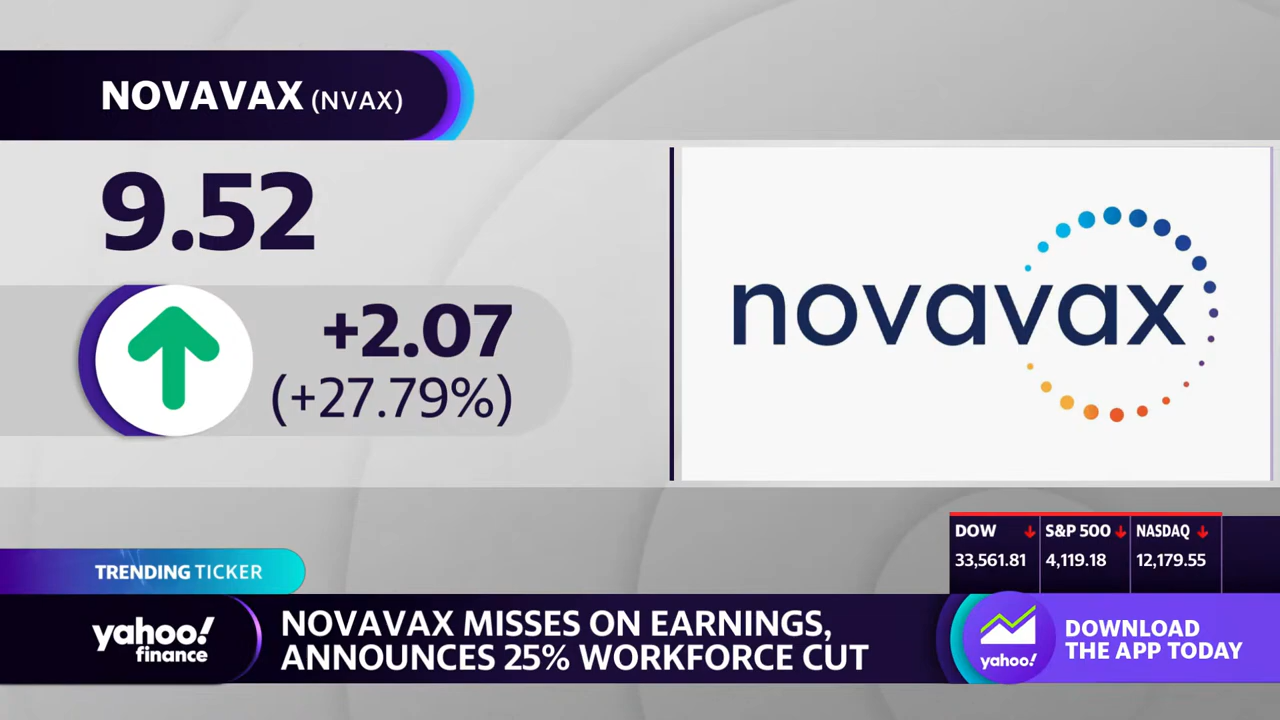 NOVAVAX (NVAX)
9.52
+2.07
(+27.79%)
novavax
TRENDING TICKER
yahoo!
finance
NOVAVAX MISSES ON EARNINGS,
ANNOUNCES 25% WORKFORCE CUT
DOW S&P 500 NASDAQ
33,561.81 4,119.18 12,179.55
yahoo!
DOWNLOAD
THE APP TODAY